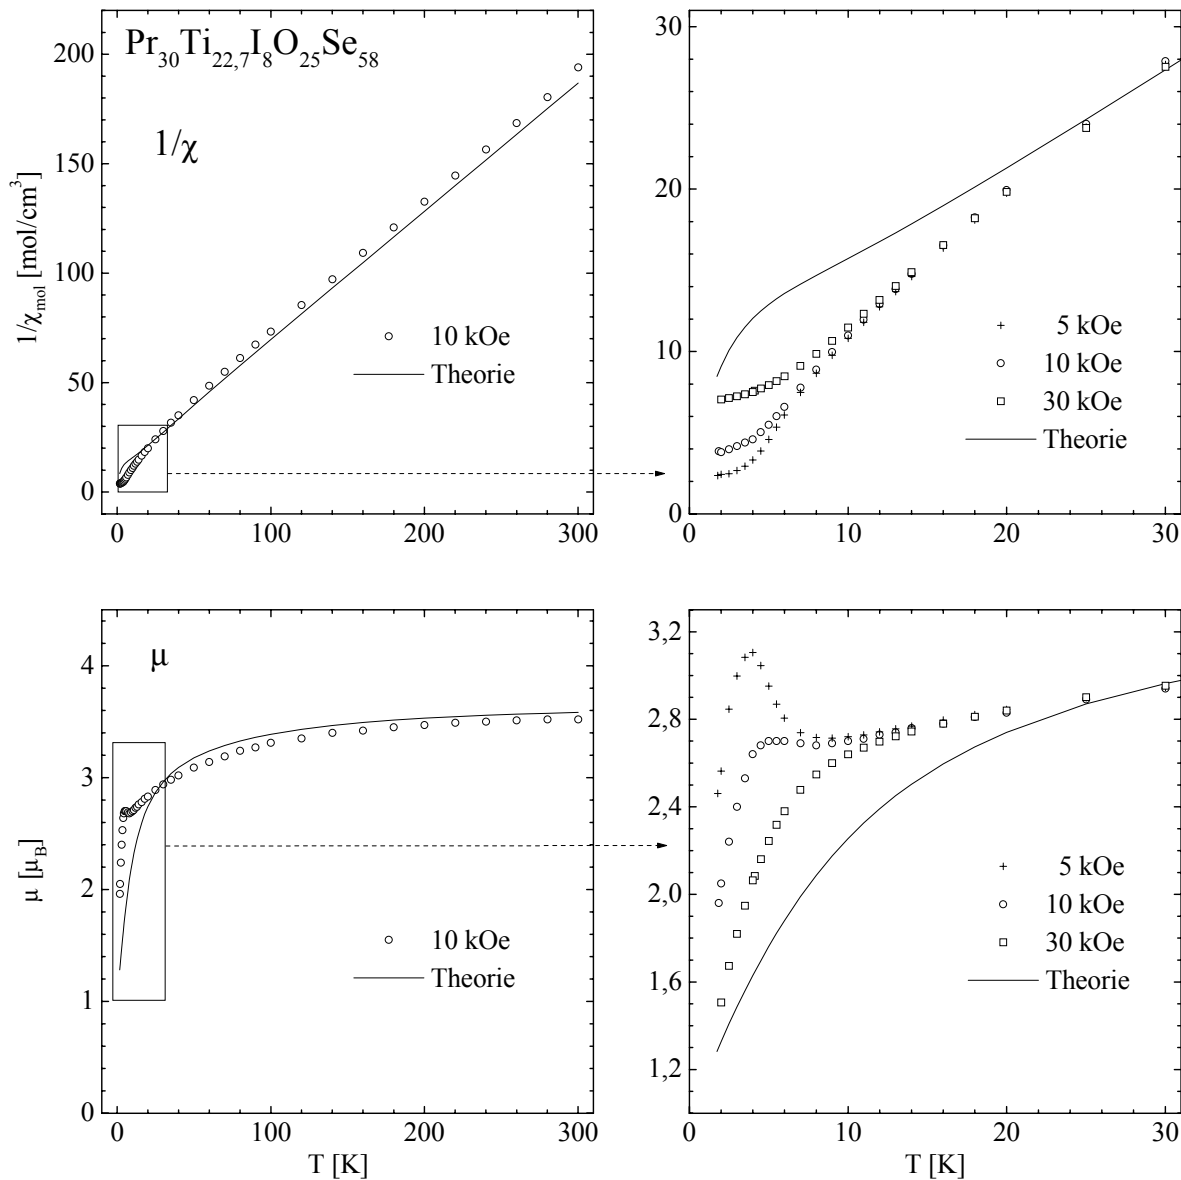 Pr30Ti22,7I8O25Se58
1/χ
1/χmol [mol/cm3]
200
150
100
50
0
10 kOe
Theorie
0 100 200 300
30
20
10
0
5 kOe
10 kOe
30 kOe
Theorie
0 10 20 30
μ
μ [μB]
4
3
2
1
0
10 kOe
Theorie
0 100 200 300
T [K]
3,2
2,8
2,4
2,0
1,6
1,2
5 kOe
10 kOe
30 kOe
Theorie
0 10 20 30
T [K]